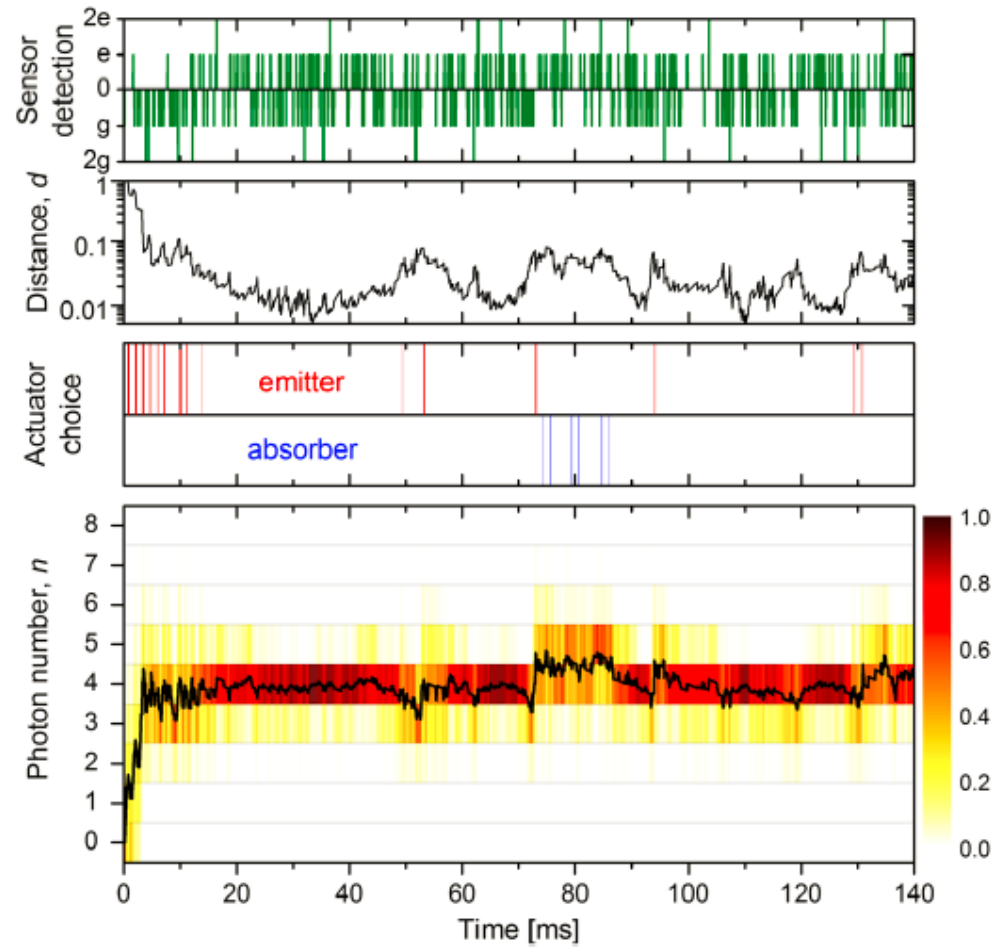 Sensor detection
2e
e
0
g
2g
Distance, d
1
0.1
0.01
Actuator choice
emitter
absorber
Photon number, n
8
7
6
5
4
3
2
1
0
1.0
0.8
0.6
0.4
0.2
0.0
0 20 40 60 80 100 120 140
Time [ms]